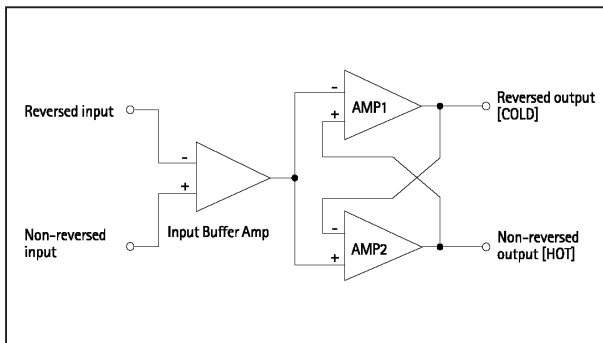 Reversed input
-
+
Input Buffer Amp
Non-reversed
input
-
AMP1
+
Reversed output
[COLD]
-
AMP2
+
Non-reversed
output [HOT]